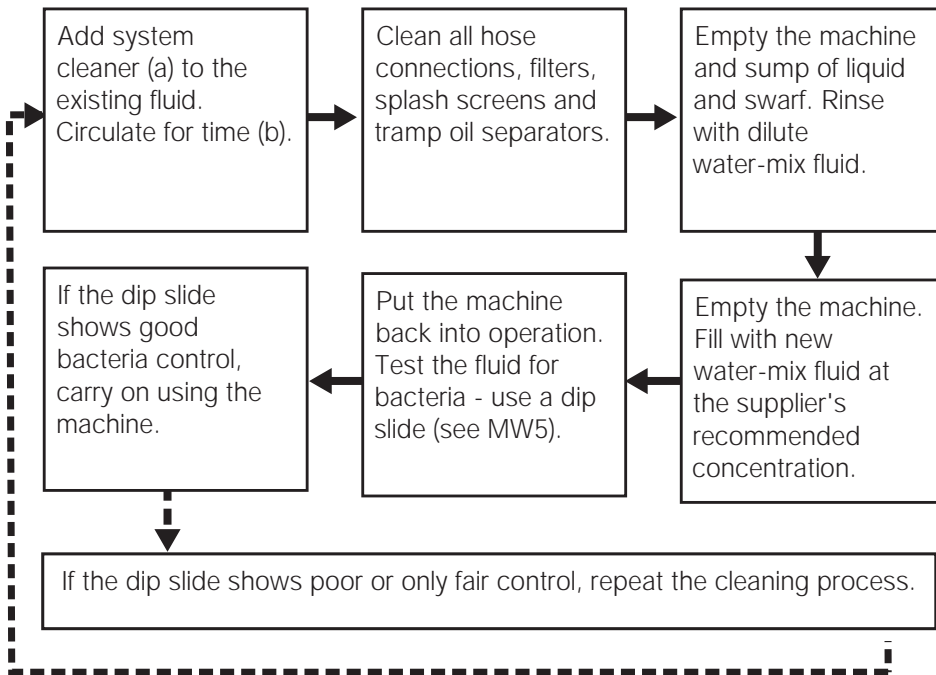 Add system
cleaner (a) to the
existing fluid.
Circulate for time (b).
Clean all hose
connections, filters,
splash screens and
tramp oil separators.
Empty the machine
and sump of liquid
and swarf. Rinse
with dilute
water-mix fluid.
Empty the machine.
Fill with new
water-mix fluid at
the supplier's
recommended
concentration.
Put the machine
back into operation.
Test the fluid for
bacteria - use a dip
slide (see MW5).
If the dip slide
shows good
bacteria control,
carry on using the
machine.
If the dip slide shows poor or only fair control, repeat the cleaning process.